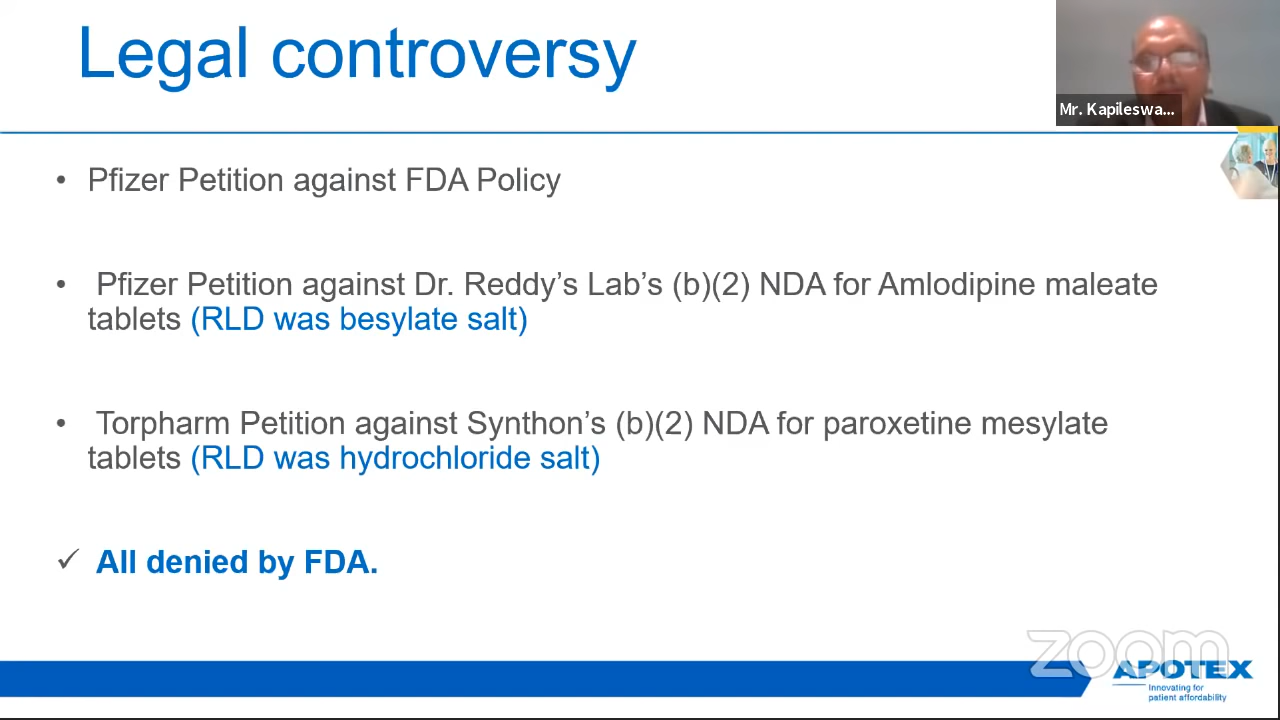 Legal controversy
Mr. Kapileswa...
• Pfizer Petition against FDA Policy
• Pfizer Petition against Dr. Reddy’s Lab’s (b)(2) NDA for Amlodipine maleate
tablets (RLD was besylate salt)
• Torpharm Petition against Synthon’s (b)(2) NDA for paroxetine mesylate
tablets (RLD was hydrochloride salt)
✓ All denied by FDA.
zoom
APOTEX
Innovating for
patient affordability